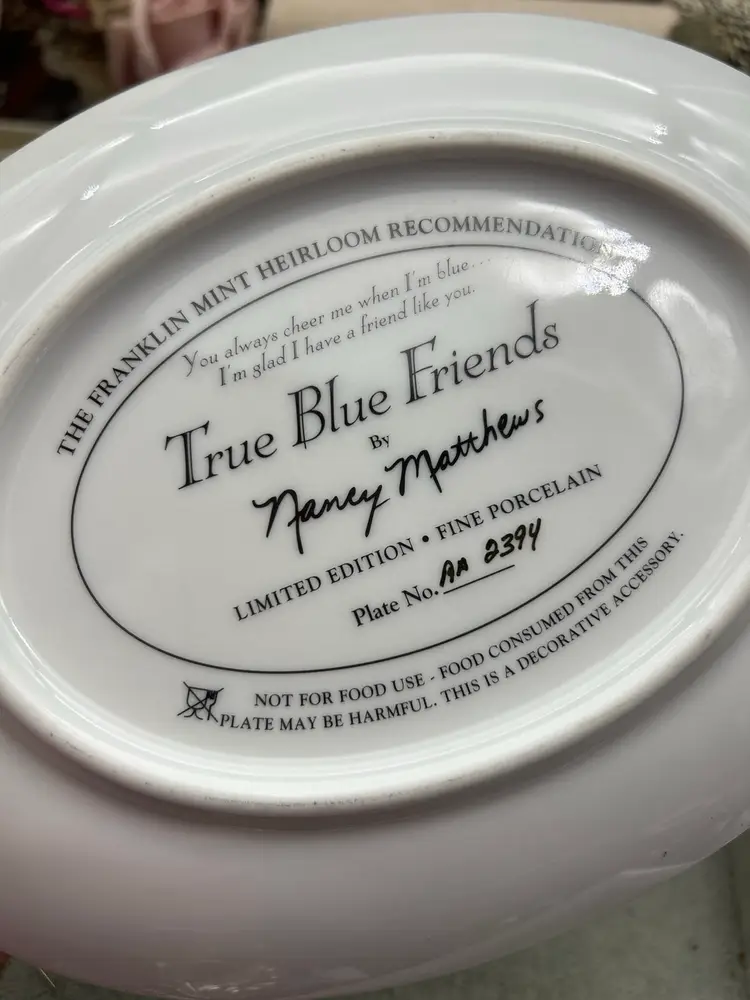 THE FRANKLIN MINT HEIRLOOM RECOMMENDATION
You always cheer me when I'm blue...
I'm glad I have a friend like you.
True Blue Friends
By
Nancy Matthews
LIMITED EDITION • FINE PORCELAIN
Plate No. AA 2394
NOT FOR FOOD USE - FOOD CONSUMED FROM THIS
PLATE MAY BE HARMFUL. THIS IS A DECORATIVE ACCESSORY.